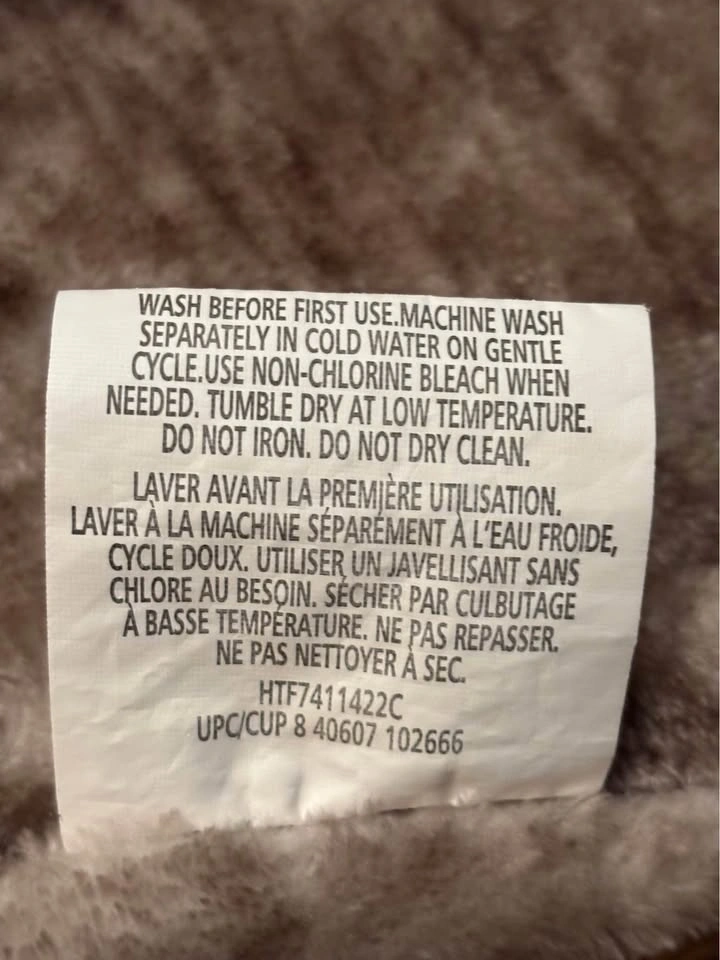 WASH BEFORE FIRST USE.MACHINE WASH
SEPARATELY IN COLD WATER ON GENTLE
CYCLE.USE NON-CHLORINE BLEACH WHEN
NEEDED. TUMBLE DRY AT LOW TEMPERATURE.
DO NOT IRON. DO NOT DRY CLEAN.
LAVER AVANT LA PREMIÈRE UTILISATION.
LAVER À LA MACHINE SÉPARÉMENT À L'EAU FROIDE,
CYCLE DOUX. UTILISER UN JAVELLISANT SANS
CHLORE AU BESOIN. SÉCHER PAR CULBUTAGE
À BASSE TEMPÉRATURE. NE PAS REPASSER.
NE PAS NETTOYER À SEC.
HTF7411422C
UPC/CUP 8 40607 102666